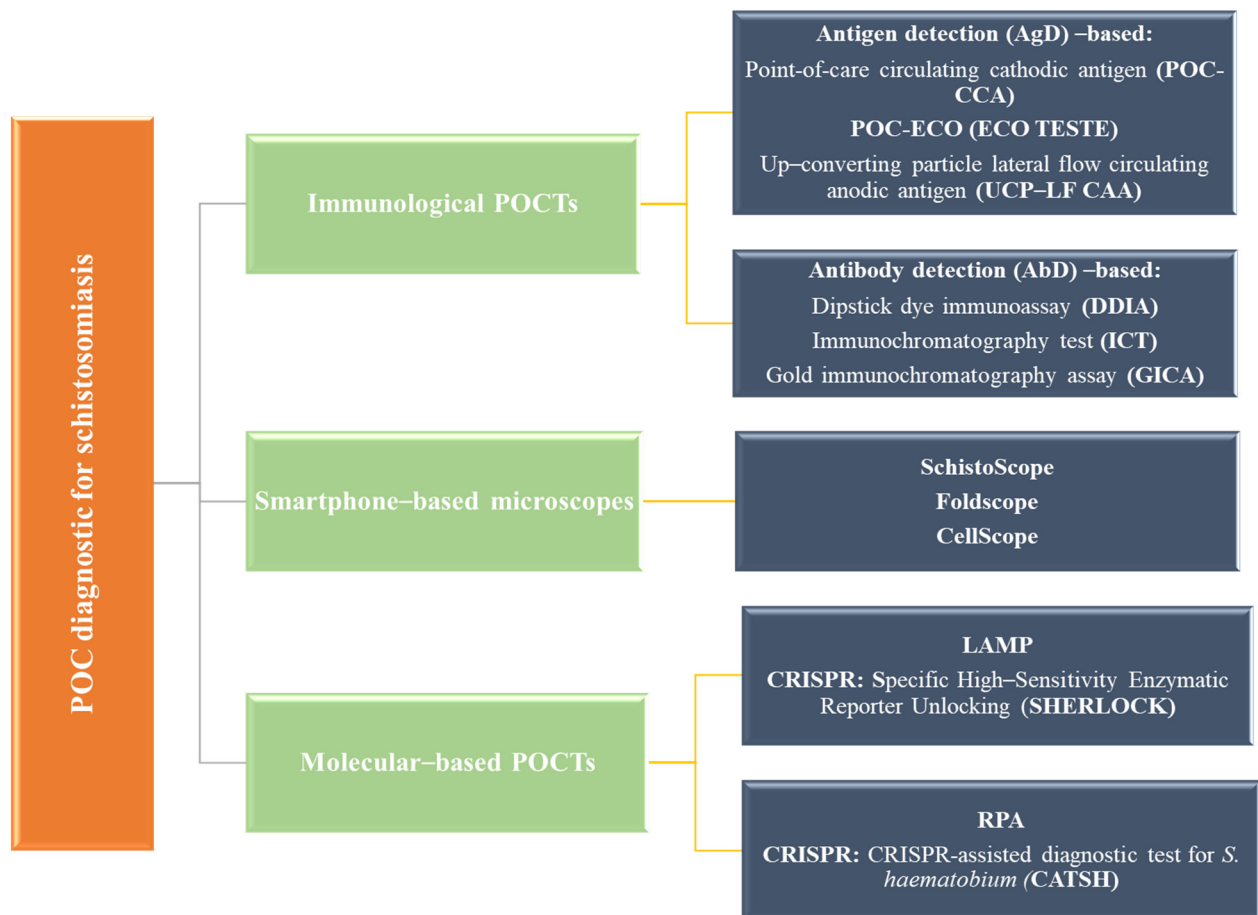 POC diagnostic for schistosomiasis
Immunological POCTs
Antigen detection (AgD) –based:
Point-of-care circulating cathodic antigen (POC-
CCA)
POC-ECO (ECO TESTE)
Up–converting particle lateral flow circulating
anodic antigen (UCP–LF CAA)
Antibody detection (AbD) –based:
Dipstick dye immunoassay (DDIA)
Immunochromatography test (ICT)
Gold immunochromatography assay (GICA)
Smartphone–based microscopes
SchistoScope
Foldscope
CellScope
Molecular–based POCTs
LAMP
CRISPR: Specific High–Sensitivity Enzymatic
Reporter Unlocking (SHERLOCK)
RPA
CRISPR: CRISPR-assisted diagnostic test for S.
haematobium (CATSH)